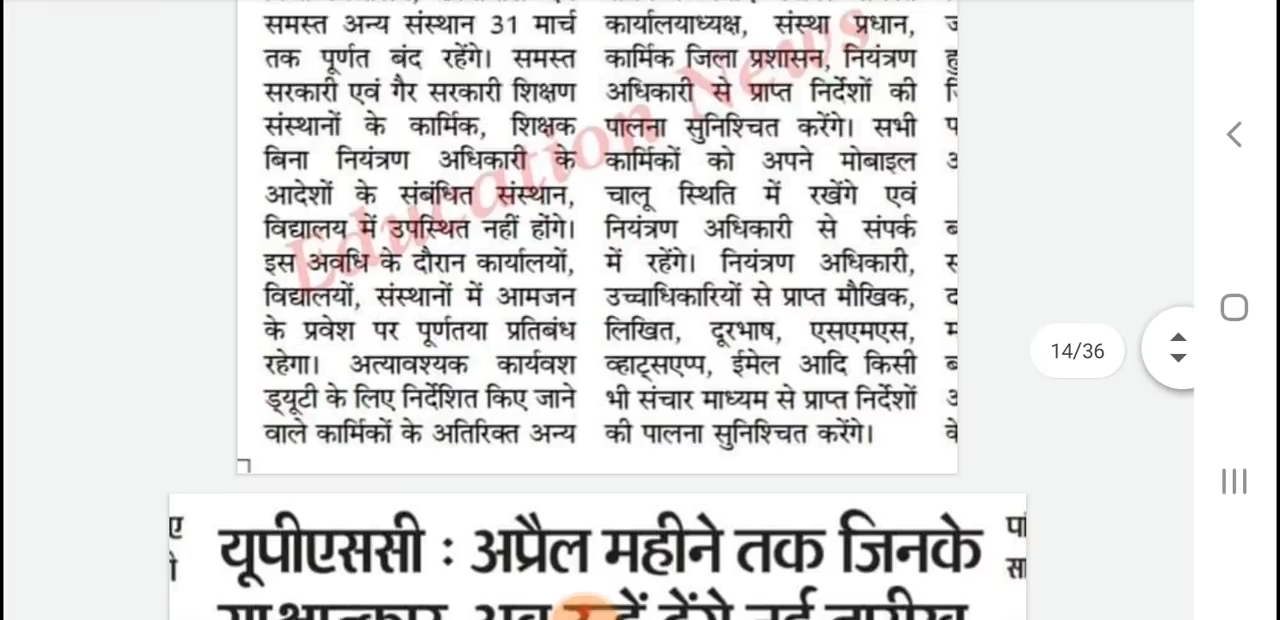 समस्त अन्य संस्थान 31 मार्च
तक पूर्णत बंद रहेंगे। समस्त
सरकारी एवं गैर सरकारी शिक्षण
संस्थानों के कार्मिक, शिक्षक
बिना नियंत्रण अधिकारी के
आदेशों के संबंधित संस्थान,
विद्यालय में उपस्थित नहीं होंगे।
इस अवधि के दौरान कार्यालयों,
विद्यालयों, संस्थानों में आमजन
के प्रवेश पर पूर्णतया प्रतिबंध
रहेगा। अत्यावश्यक कार्यवश
ड्यूटी के लिए निर्देशित किए जाने
वाले कार्मिकों के अतिरिक्त अन्य
कार्यालयाध्यक्ष, संस्था प्रधान,
कार्मिक जिला प्रशासन, नियंत्रण
अधिकारी से प्राप्त निर्देशों की
पालना सुनिश्चित करेंगे। सभी
कार्मिकों को अपने मोबाइल
चालू स्थिति में रखेंगे एवं
नियंत्रण अधिकारी से संपर्क
में रहेंगे। नियंत्रण अधिकारी,
उच्चाधिकारियों से प्राप्त मौखिक,
लिखित, दूरभाष, एसएमएस,
व्हाट्सएप्प, ईमेल आदि किसी
भी संचार माध्यम से प्राप्त निर्देशों
की पालना सुनिश्चित करेंगे।
Education News
14/36
यूपीएससी : अप्रैल महीने तक जिनके